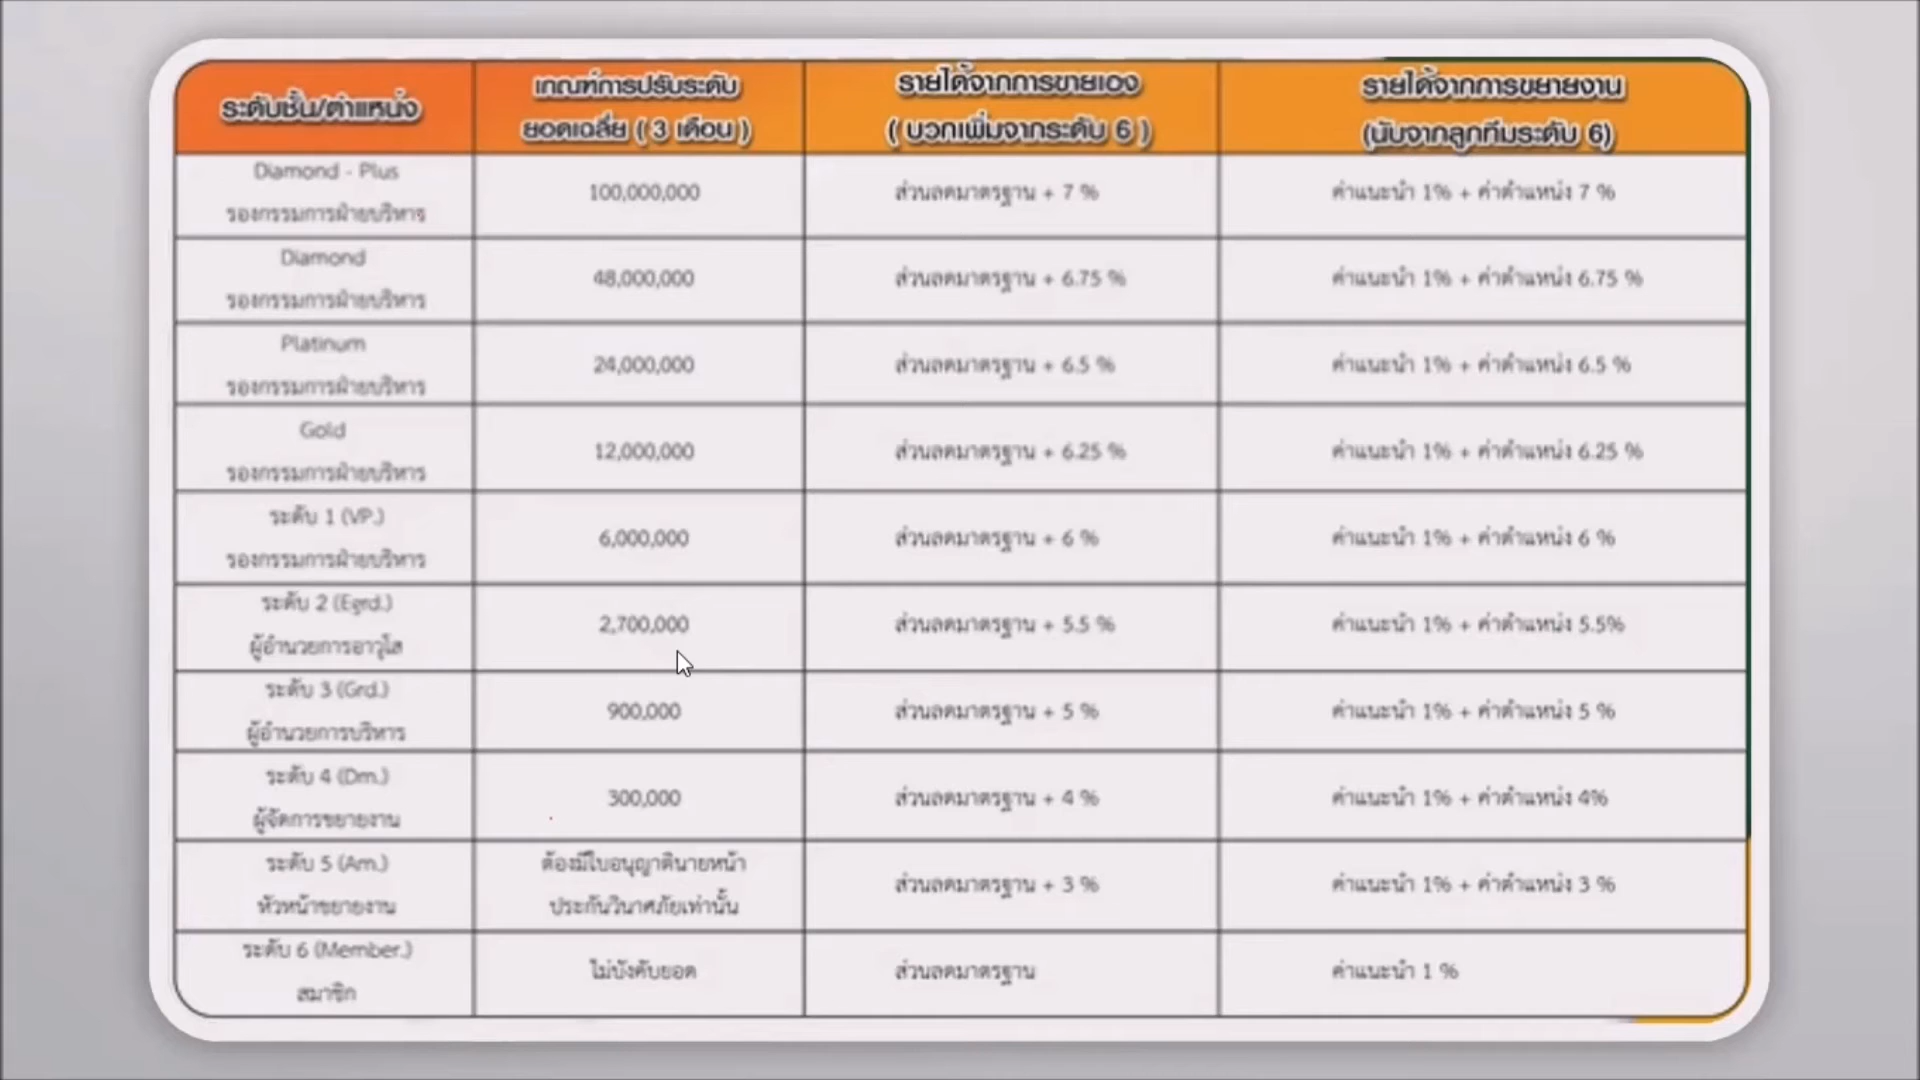 ระดับชั้น/ตำแหน่ง
เกณฑ์การปรับระดับ
ยอดเฉลี่ย ( 3 เดือน )
รายได้จากการขายเอง
( บวกเพิ่มจากระดับ 6 )
รายได้จากการขยายงาน
(นับจากลูกทีมระดับ 6)
Diamond - Plus
รองกรรมการฝ่ายบริหาร
100,000,000
ส่วนลดมาตรฐาน + 7 %
ค่าแนะนำ 1% + ค่าตำแหน่ง 7 %
Diamond
รองกรรมการฝ่ายบริหาร
48,000,000
ส่วนลดมาตรฐาน + 6.75 %
ค่าแนะนำ 1% + ค่าตำแหน่ง 6.75 %
Platinum
รองกรรมการฝ่ายบริหาร
24,000,000
ส่วนลดมาตรฐาน + 6.5 %
ค่าแนะนำ 1% + ค่าตำแหน่ง 6.5 %
Gold
รองกรรมการฝ่ายบริหาร
12,000,000
ส่วนลดมาตรฐาน + 6.25 %
ค่าแนะนำ 1% + ค่าตำแหน่ง 6.25 %
ระดับ 1 (VP.)
รองกรรมการฝ่ายบริหาร
6,000,000
ส่วนลดมาตรฐาน + 6 %
ค่าแนะนำ 1% + ค่าตำแหน่ง 6 %
ระดับ 2 (Egrd.)
ผู้อำนวยการอาวุโส
2,700,000
ส่วนลดมาตรฐาน + 5.5 %
ค่าแนะนำ 1% + ค่าตำแหน่ง 5.5%
ระดับ 3 (Grd.)
ผู้อำนวยการบริหาร
900,000
ส่วนลดมาตรฐาน + 5 %
ค่าแนะนำ 1% + ค่าตำแหน่ง 5 %
ระดับ 4 (Dm.)
ผู้จัดการขยายงาน
300,000
ส่วนลดมาตรฐาน + 4 %
ค่าแนะนำ 1% + ค่าตำแหน่ง 4%
ระดับ 5 (Am.)
หัวหน้าขยายงาน
ต้องมีใบอนุญาตินายหน้า
ประกันวินาศภัยเท่านั้น
ส่วนลดมาตรฐาน + 3 %
ค่าแนะนำ 1% + ค่าตำแหน่ง 3 %
ระดับ 6 (Member.)
สมาชิก
ไม่บังคับยอด
ส่วนลดมาตรฐาน
ค่าแนะนำ 1 %